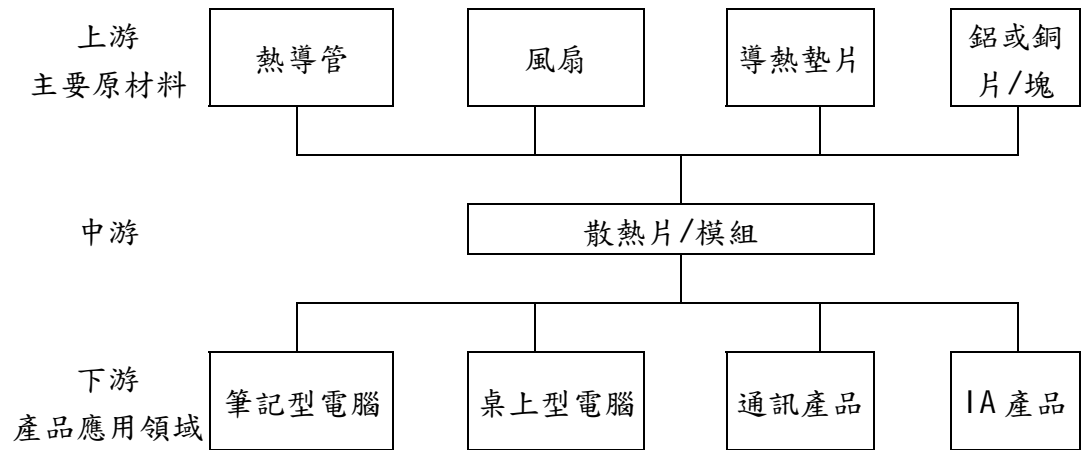 上游
主要原材料
熱導管
風扇
導熱墊片
鋁或銅
片/塊
中游
散熱片/模組
下游
產品應用領域
筆記型電腦
桌上型電腦
通訊產品
IA產品